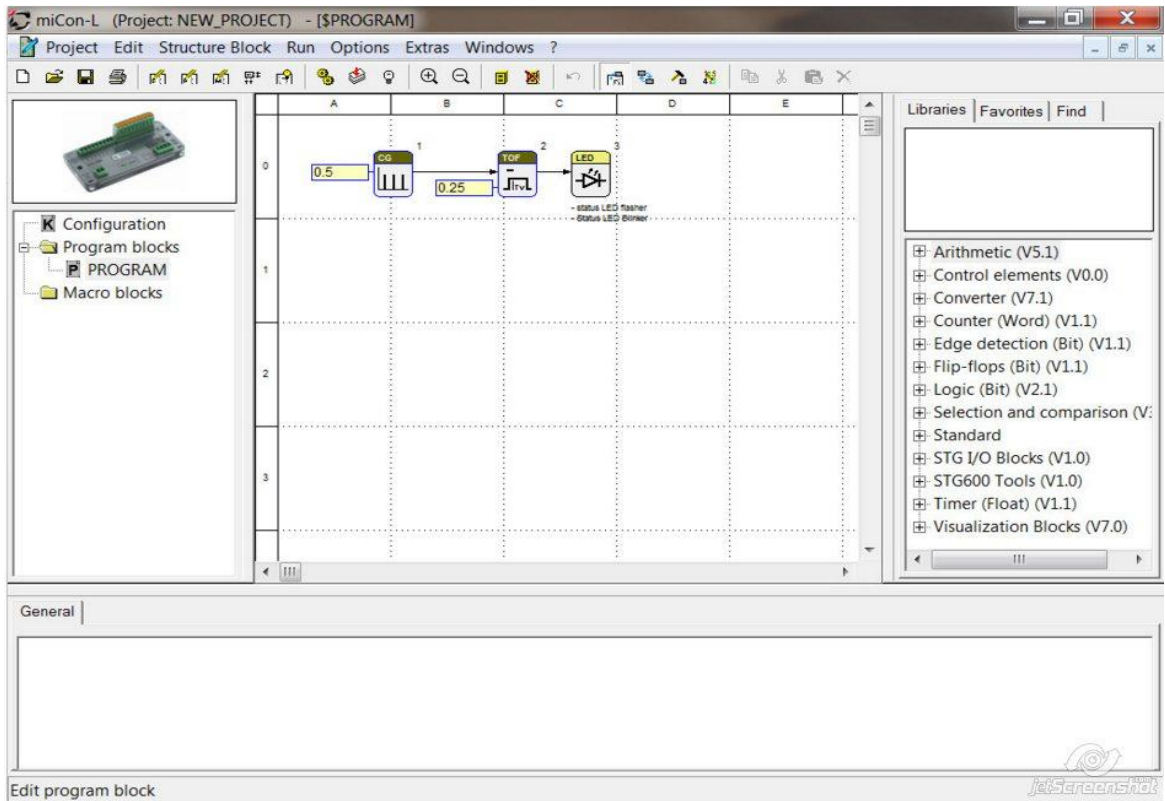 miCon-L (Project: NEW_PROJECT) - [$PROGRAM]
Project Edit Structure Block Run Options Extras Windows ?
A B C D E
0
1
2
3
CG
1
0.5
TOF
2
0.25
TV
LED
3
- status LED flasher
- Status LED Blinker
Configuration
Program blocks
PROGRAM
Macro blocks
Libraries Favorites Find
Arithmetic (V5.1)
Control elements (V0.0)
Converter (V7.1)
Counter (Word) (V1.1)
Edge detection (Bit) (V1.1)
Flip-flops (Bit) (V1.1)
Logic (Bit) (V2.1)
Selection and comparison (V:
Standard
STG I/O Blocks (V1.0)
STG600 Tools (V1.0)
Timer (Float) (V1.1)
Visualization Blocks (V7.0)
General
Edit program block
jetScreenshot